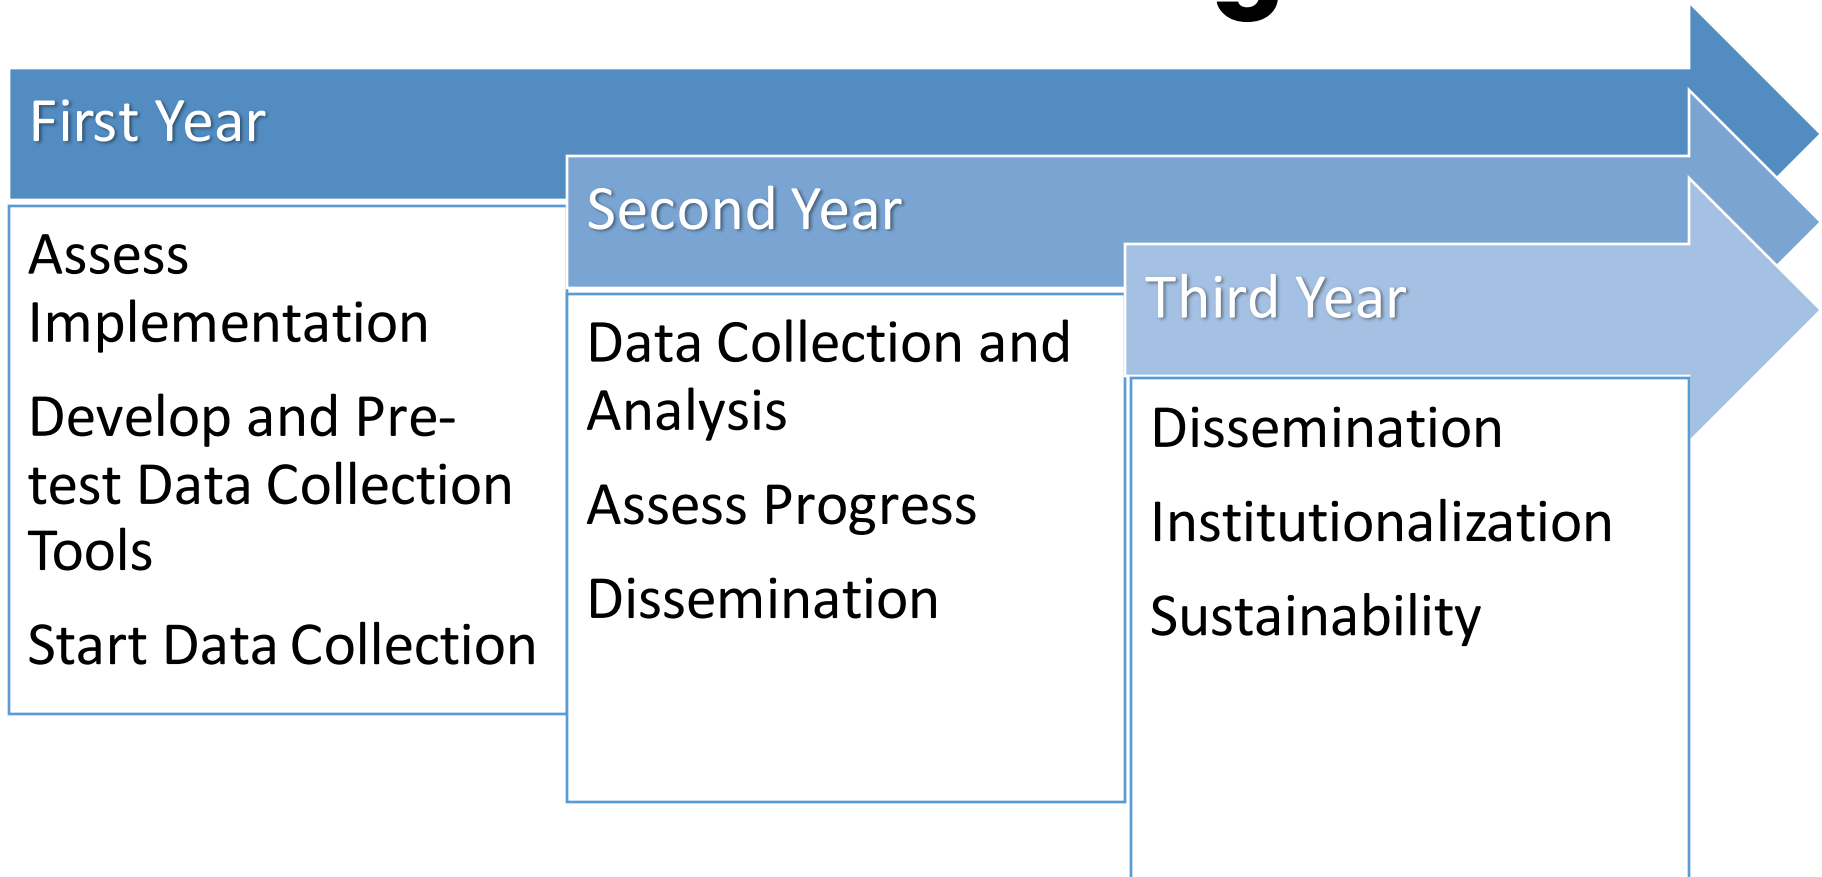 First Year
Assess
Implementation
Develop and Pre-
test Data Collection
Tools
Start Data Collection
Second Year
Data Collection and
Analysis
Assess Progress
Dissemination
Third Year
Dissemination
Institutionalization
Sustainability